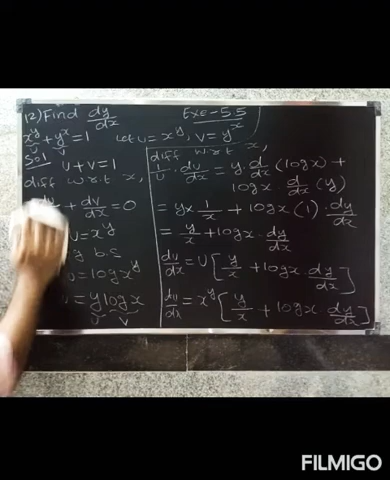 12) Find dy/dx Exe-5.5
x^y + y^x = 1 Let u = x^y, v = y^x
u v
Sol u + v = 1
diff w.r.t x,
+ dv/dx = 0
u = x^y
b.s
= log x^y
= y log x
u v
diff w.r.t x,
1/u . du/dx = y . d/dx (log x) +
log x d/dx (y)
= y x 1/x + log x (1) . dy/dx
= y/x + log x . dy/dx
du/dx = u [ y/x + log x . dy/dx ]
du/dx = x^y [ y/x + log x . dy/dx ]
FILMIGO